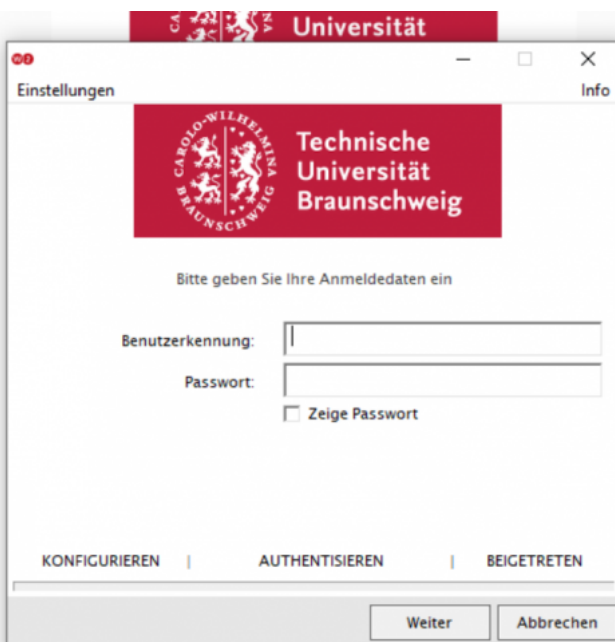 Universität
W2
Einstellungen
Info
CAROLO-WILHELMINA
BRAUNSCHWEIG
Technische
Universität
Braunschweig
Bitte geben Sie Ihre Anmeldedaten ein
Benutzerkennung:
Passwort:
Zeige Passwort
KONFIGURIEREN | AUTHENTISIEREN | BEIGETRETEN
Weiter Abbrechen